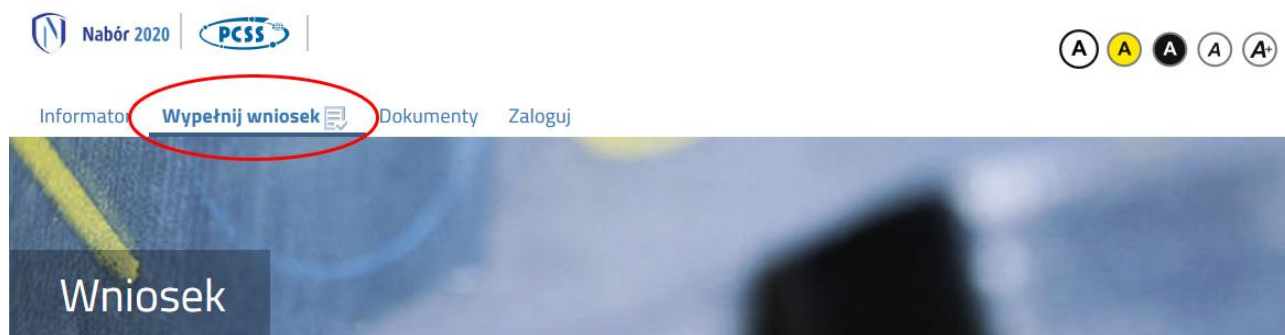 Nabór 2020 PCSS
A A A A A+
Informator Wypełnij wniosek Dokumenty Zaloguj
Wniosek